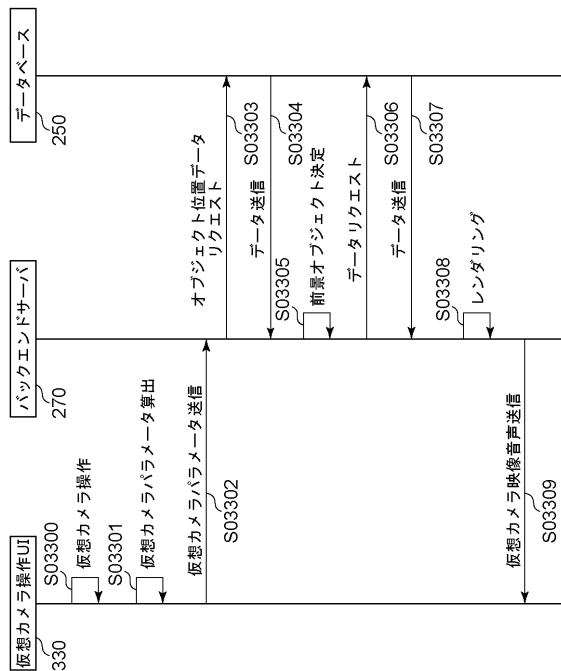 仮想カメラ操作UI
330
バックエンドサーバ
270
データベース
250
S03300
仮想カメラ操作
S03301
仮想カメラパラメータ算出
仮想カメラパラメータ送信
S03302
オブジェクト位置データ
リクエスト
S03303
データ送信
S03304
S03305
前景オブジェクト決定
データリクエスト
S03306
データ送信
S03307
S03308
レンダリング
仮想カメラ映像音声送信
S03309